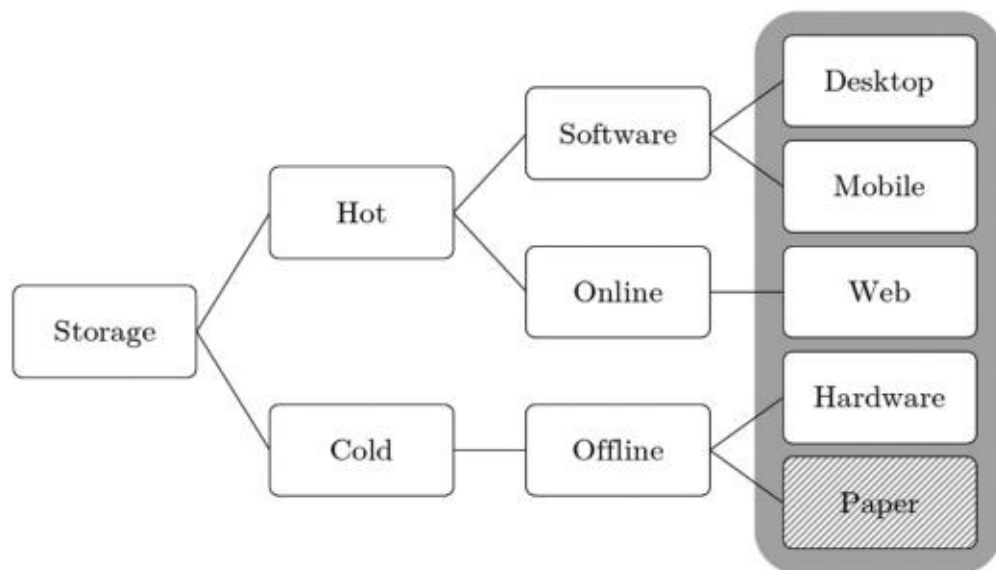 Storage
Hot
Cold
Software
Online
Offline
Desktop
Mobile
Web
Hardware
Paper